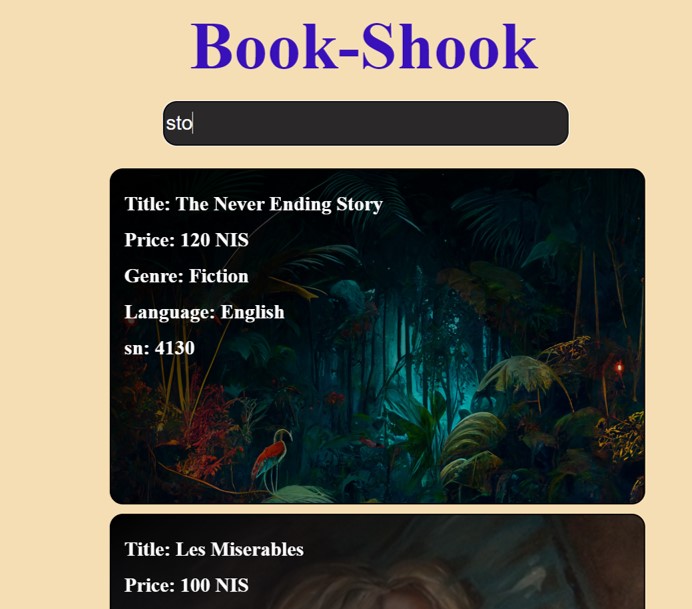 Book-Shook
sto
Title: The Never Ending Story
Price: 120 NIS
Genre: Fiction
Language: English
sn: 4130
Title: Les Miserables
Price: 100 NIS